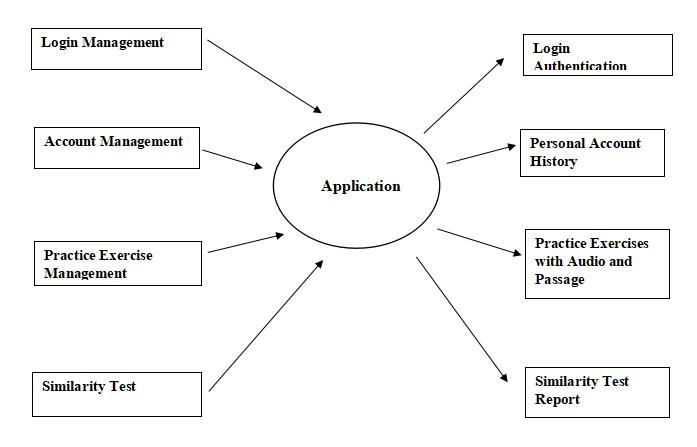 Login Management
Account Management
Practice Exercise
Management
Similarity Test
Application
Login
Authentication
Personal Account
History
Practice Exercises
with Audio and
Passage
Similarity Test
Report